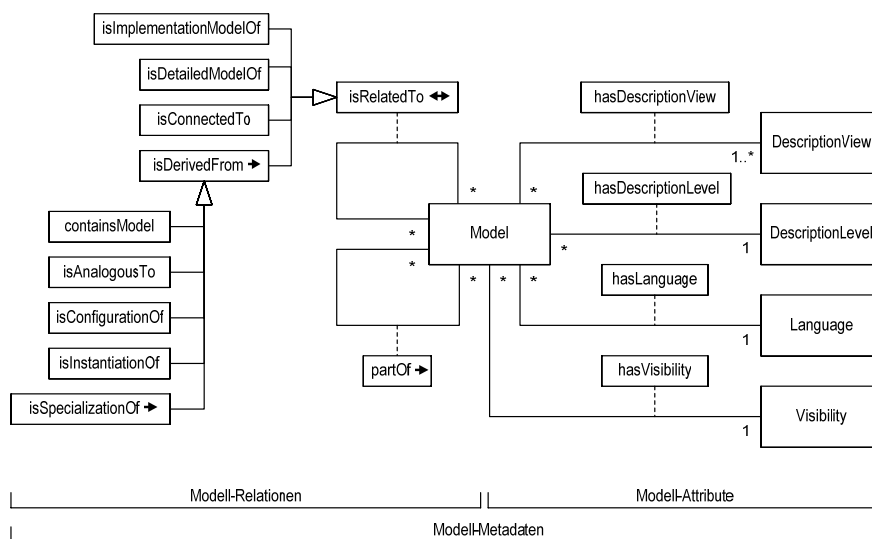 isImplementationModelOf
isDetailedModelOf
isConnectedTo
isDerivedFrom
containsModel
isAnalogousTo
isConfigurationOf
isInstantiationOf
isSpecializationOf
isRelatedTo
*
*
*
*
partOf
Model
hasDescriptionView
*
1..*
DescriptionView
hasDescriptionLevel
*
1
DescriptionLevel
hasLanguage
*
1
Language
hasVisibility
*
1
Visibility
Modell-Relationen
Modell-Attribute
Modell-Metadaten